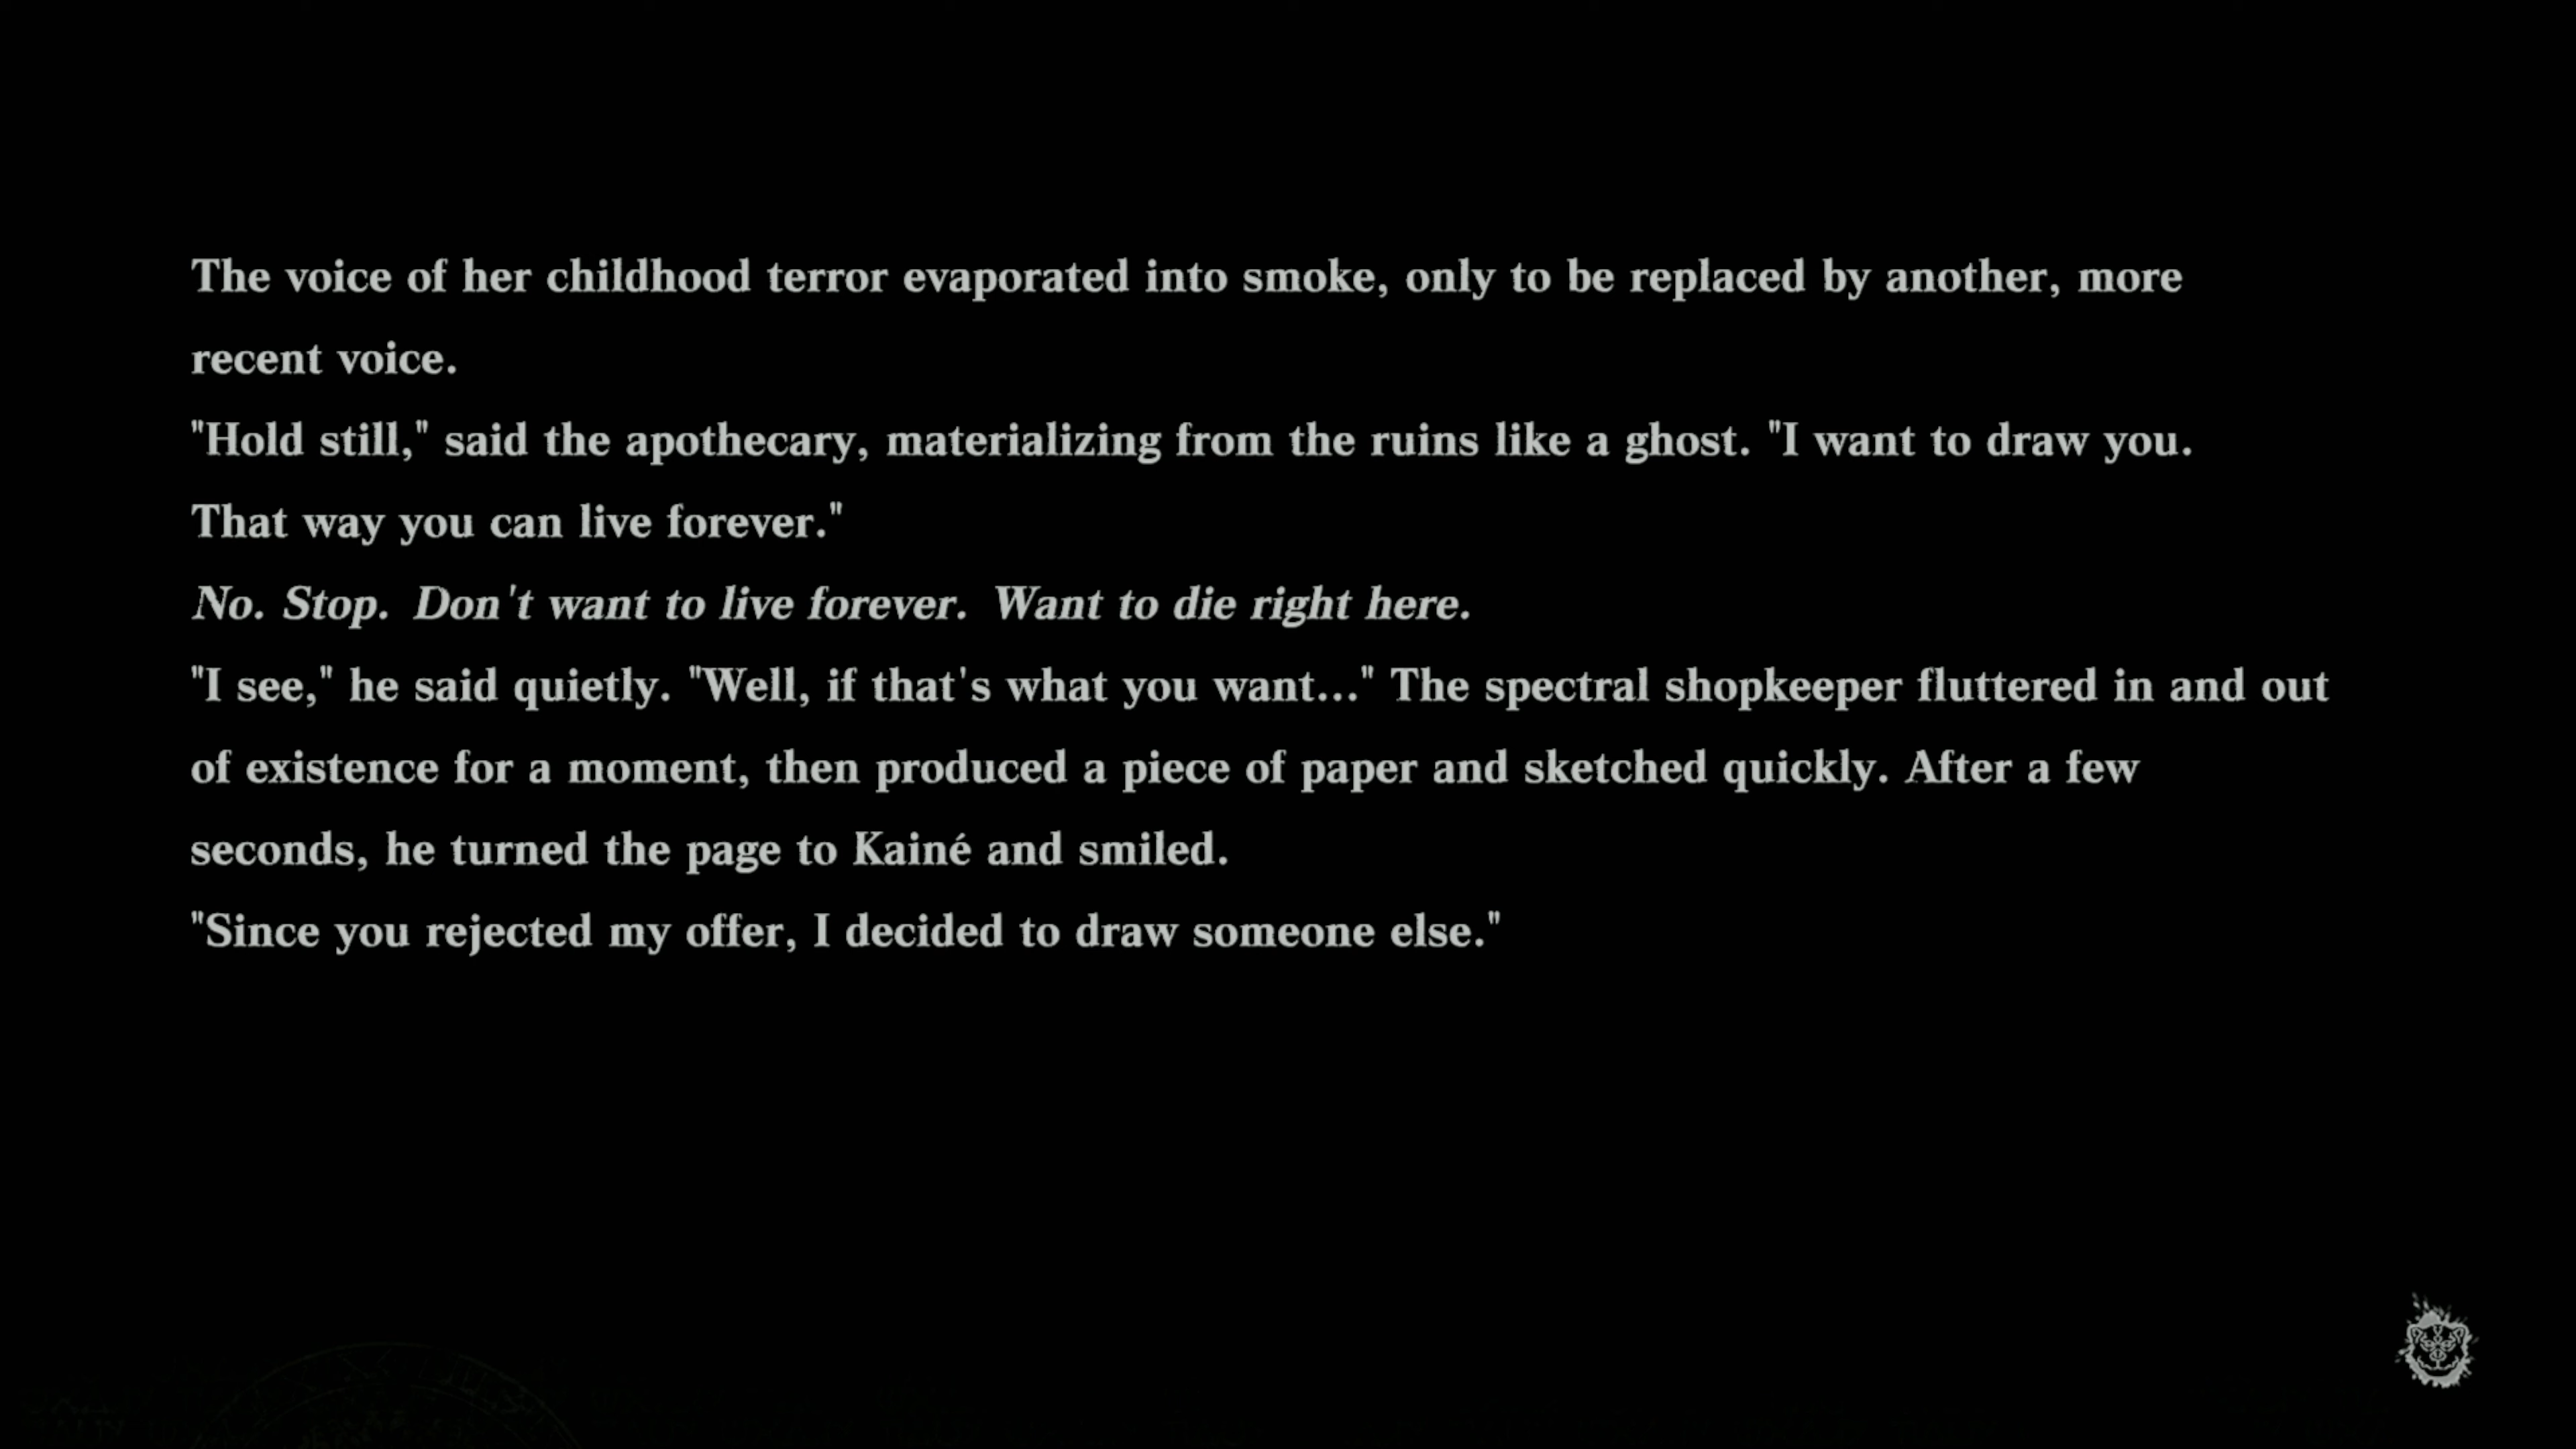 The voice of her childhood terror evaporated into smoke, only to be replaced by another, more
recent voice.
"Hold still," said the apothecary, materializing from the ruins like a ghost. "I want to draw you.
That way you can live forever."
No. Stop. Don't want to live forever. Want to die right here.
"I see," he said quietly. "Well, if that's what you want..." The spectral shopkeeper fluttered in and out
of existence for a moment, then produced a piece of paper and sketched quickly. After a few
seconds, he turned the page to Kainé and smiled.
"Since you rejected my offer, I decided to draw someone else."